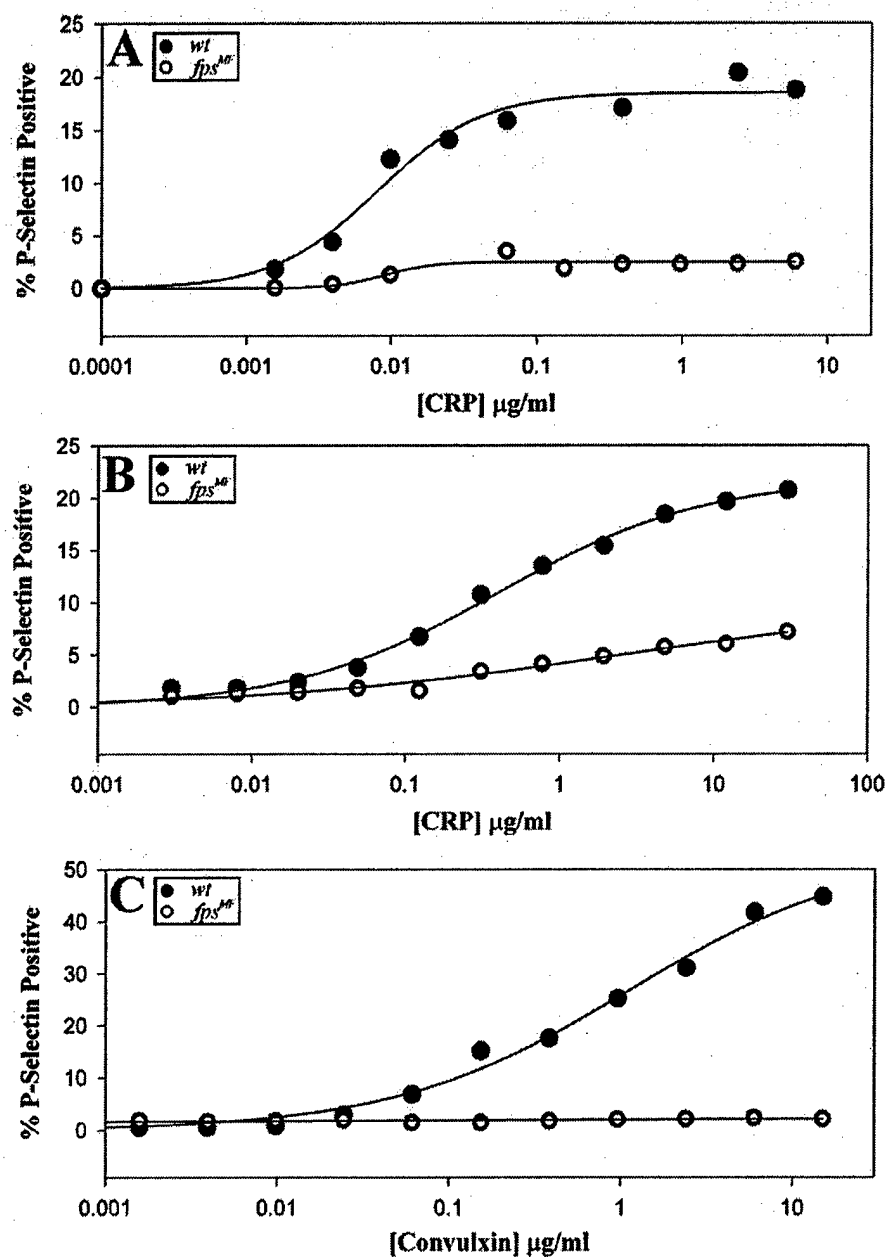 A
wt
fps^MF
25
20
15
10
5
0
% P-Selectin Positive
0.0001 0.001 0.01 0.1 1 10
[CRP] µg/ml
B
wt
fps^MF
25
20
15
10
5
0
% P-Selectin Positive
0.001 0.01 0.1 1 10 100
[CRP] µg/ml
C
wt
fps^MF
50
40
30
20
10
0
% P-Selectin Positive
0.001 0.01 0.1 1 10
[Convulxin] µg/ml